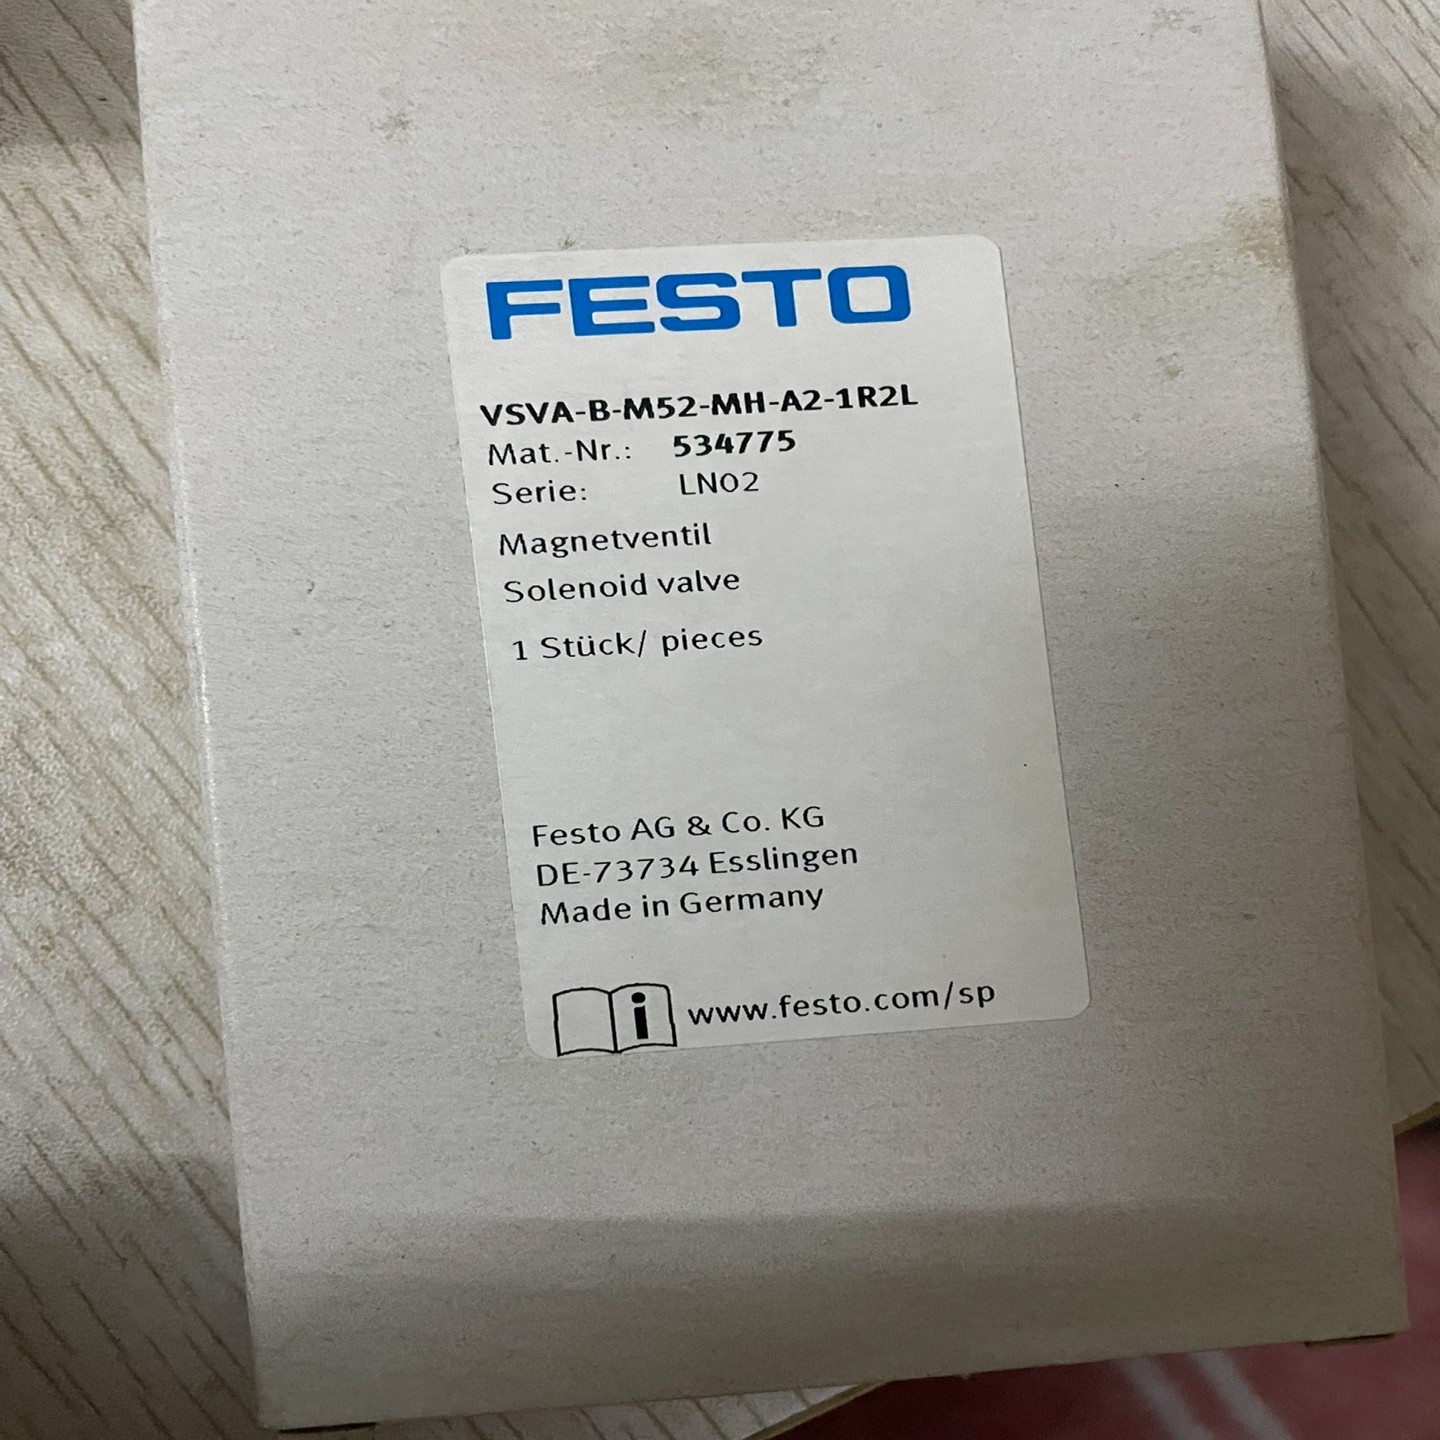 FESTO
VSVA-B-M52-MH-A2-1R2L
Mat.-Nr.: 534775
Serie: LN02
Magnetventil
Solenoid valve
1 Stück/ pieces
Festo AG & Co. KG
DE-73734 Esslingen
Made in Germany
i www.festo.com/sp